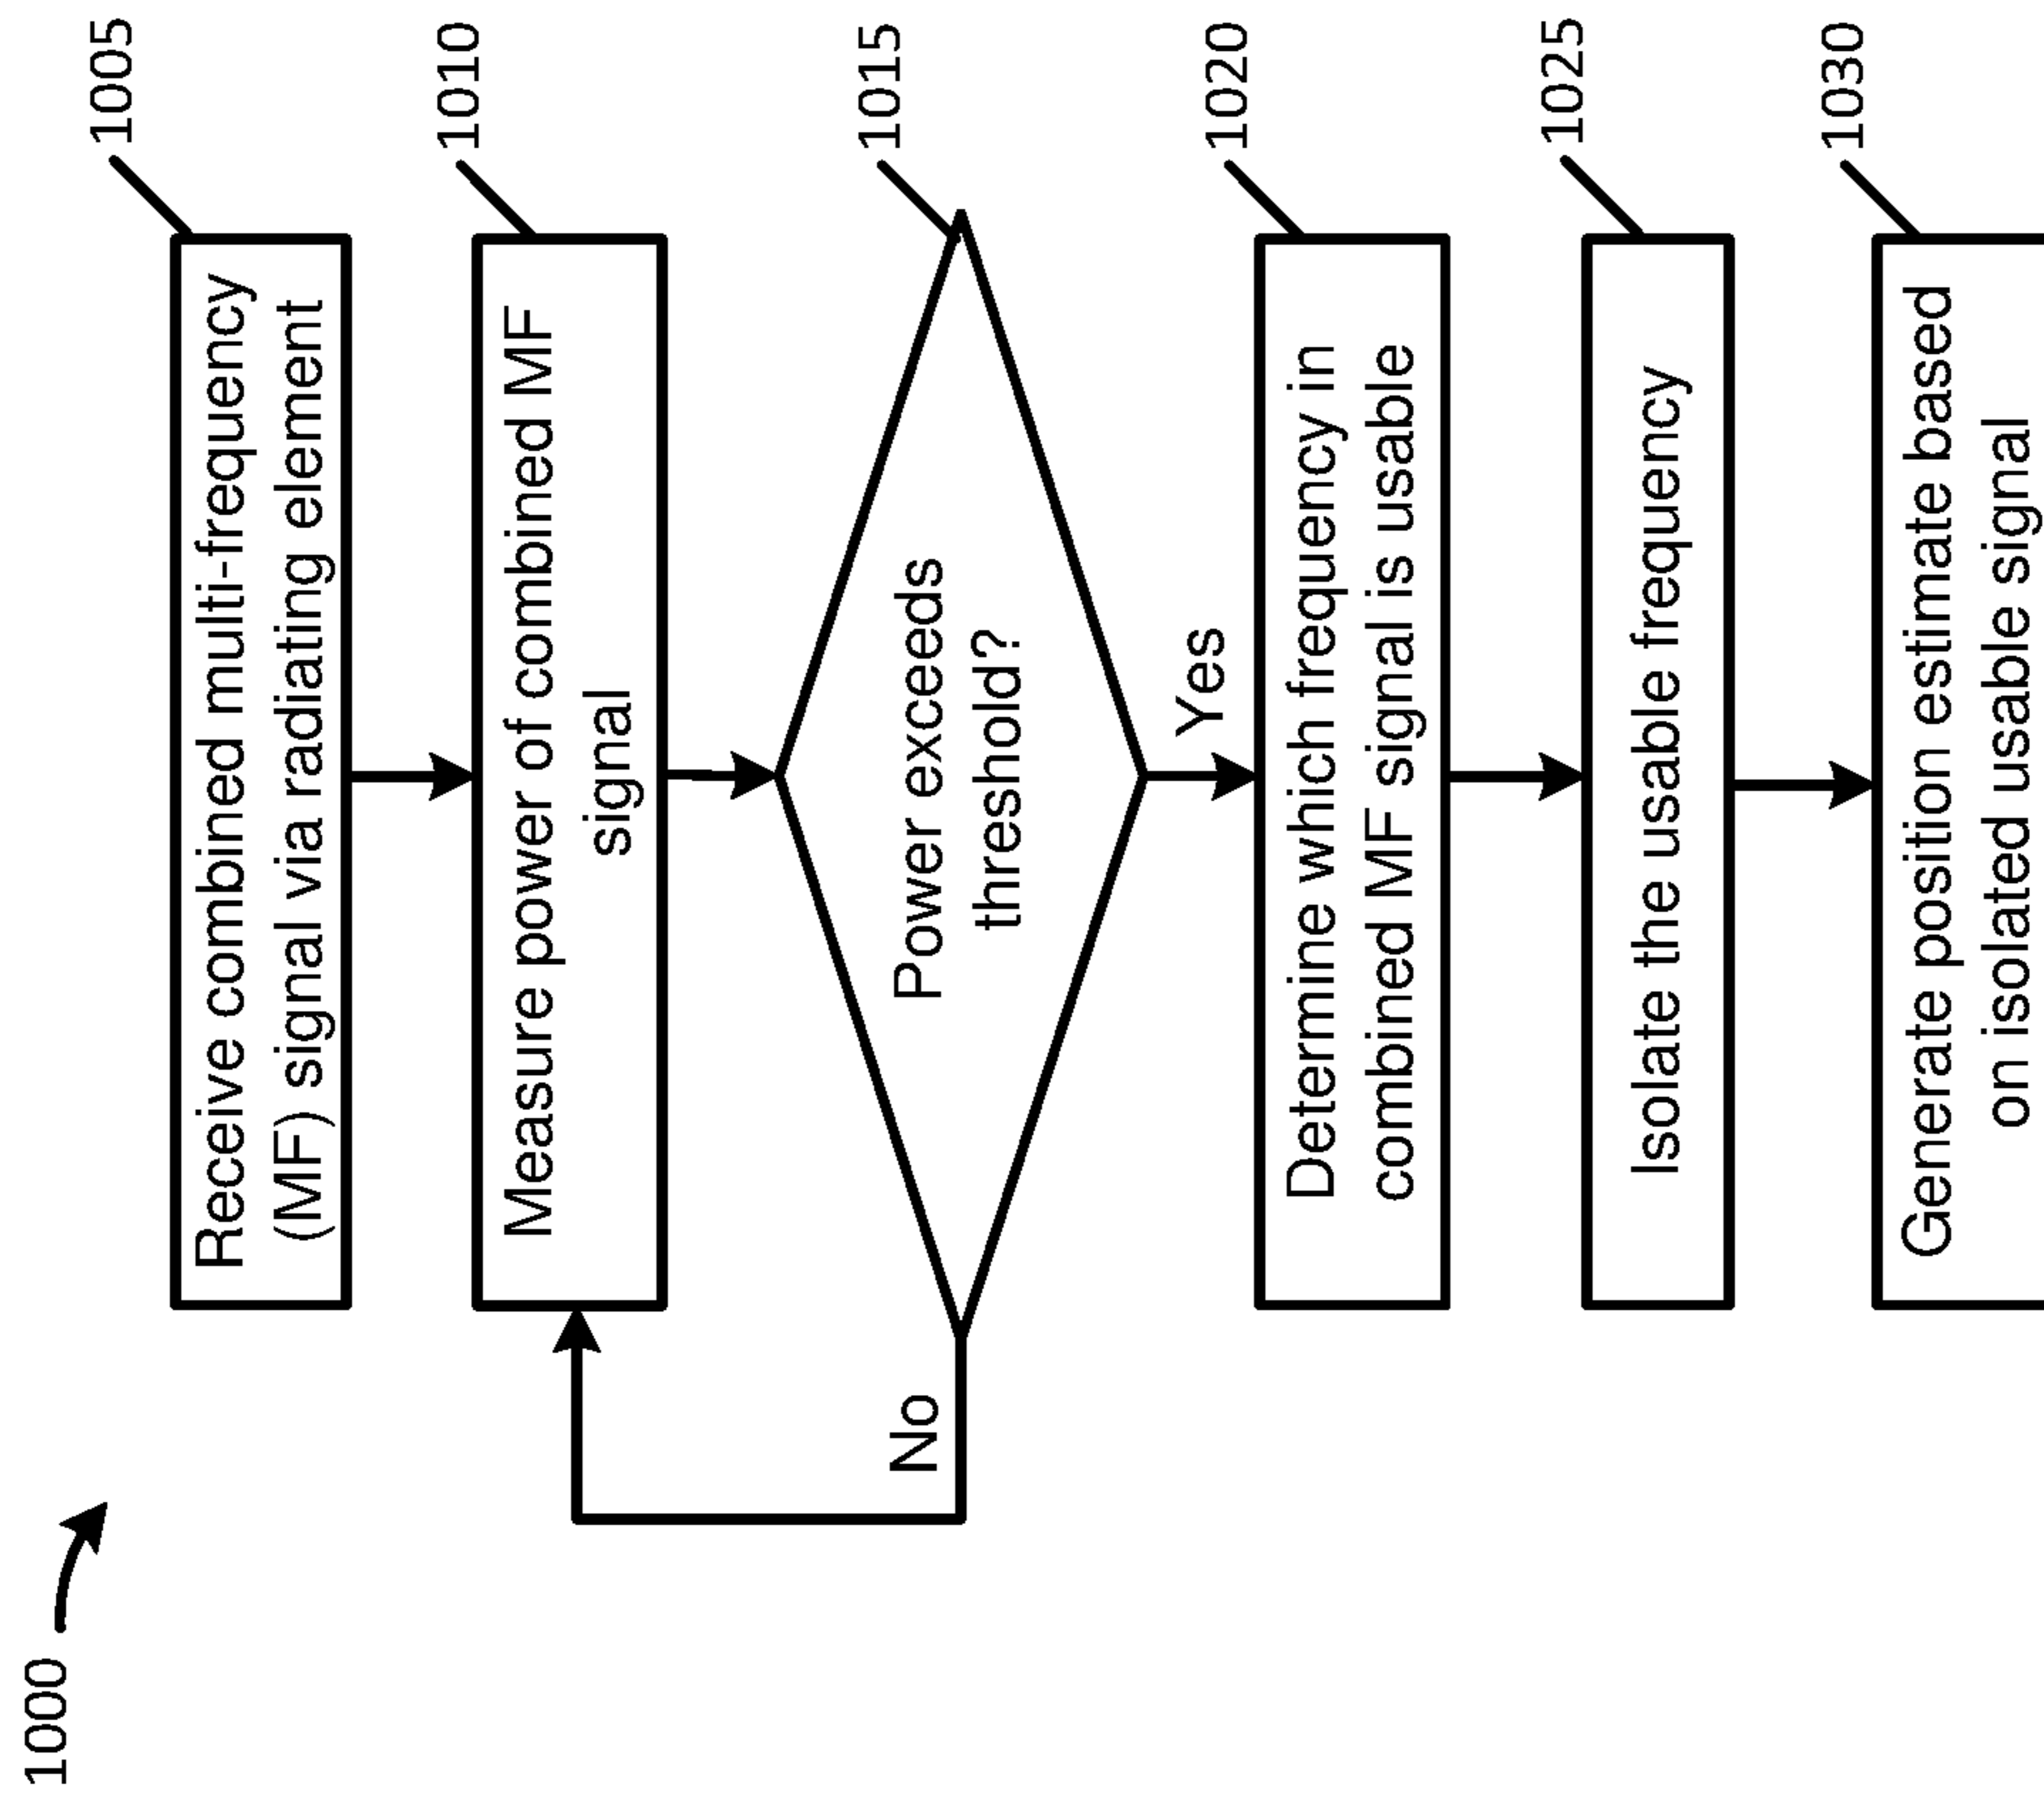 1000
1005
Receive combined multi-frequency
(MF) signal via radiating element
1010
Measure power of combined MF
signal
1015
Power exceeds
threshold?
No
Yes
1020
Determine which frequency in
combined MF signal is usable
1025
Isolate the usable frequency
1030
Generate position estimate based
on isolated usable signal